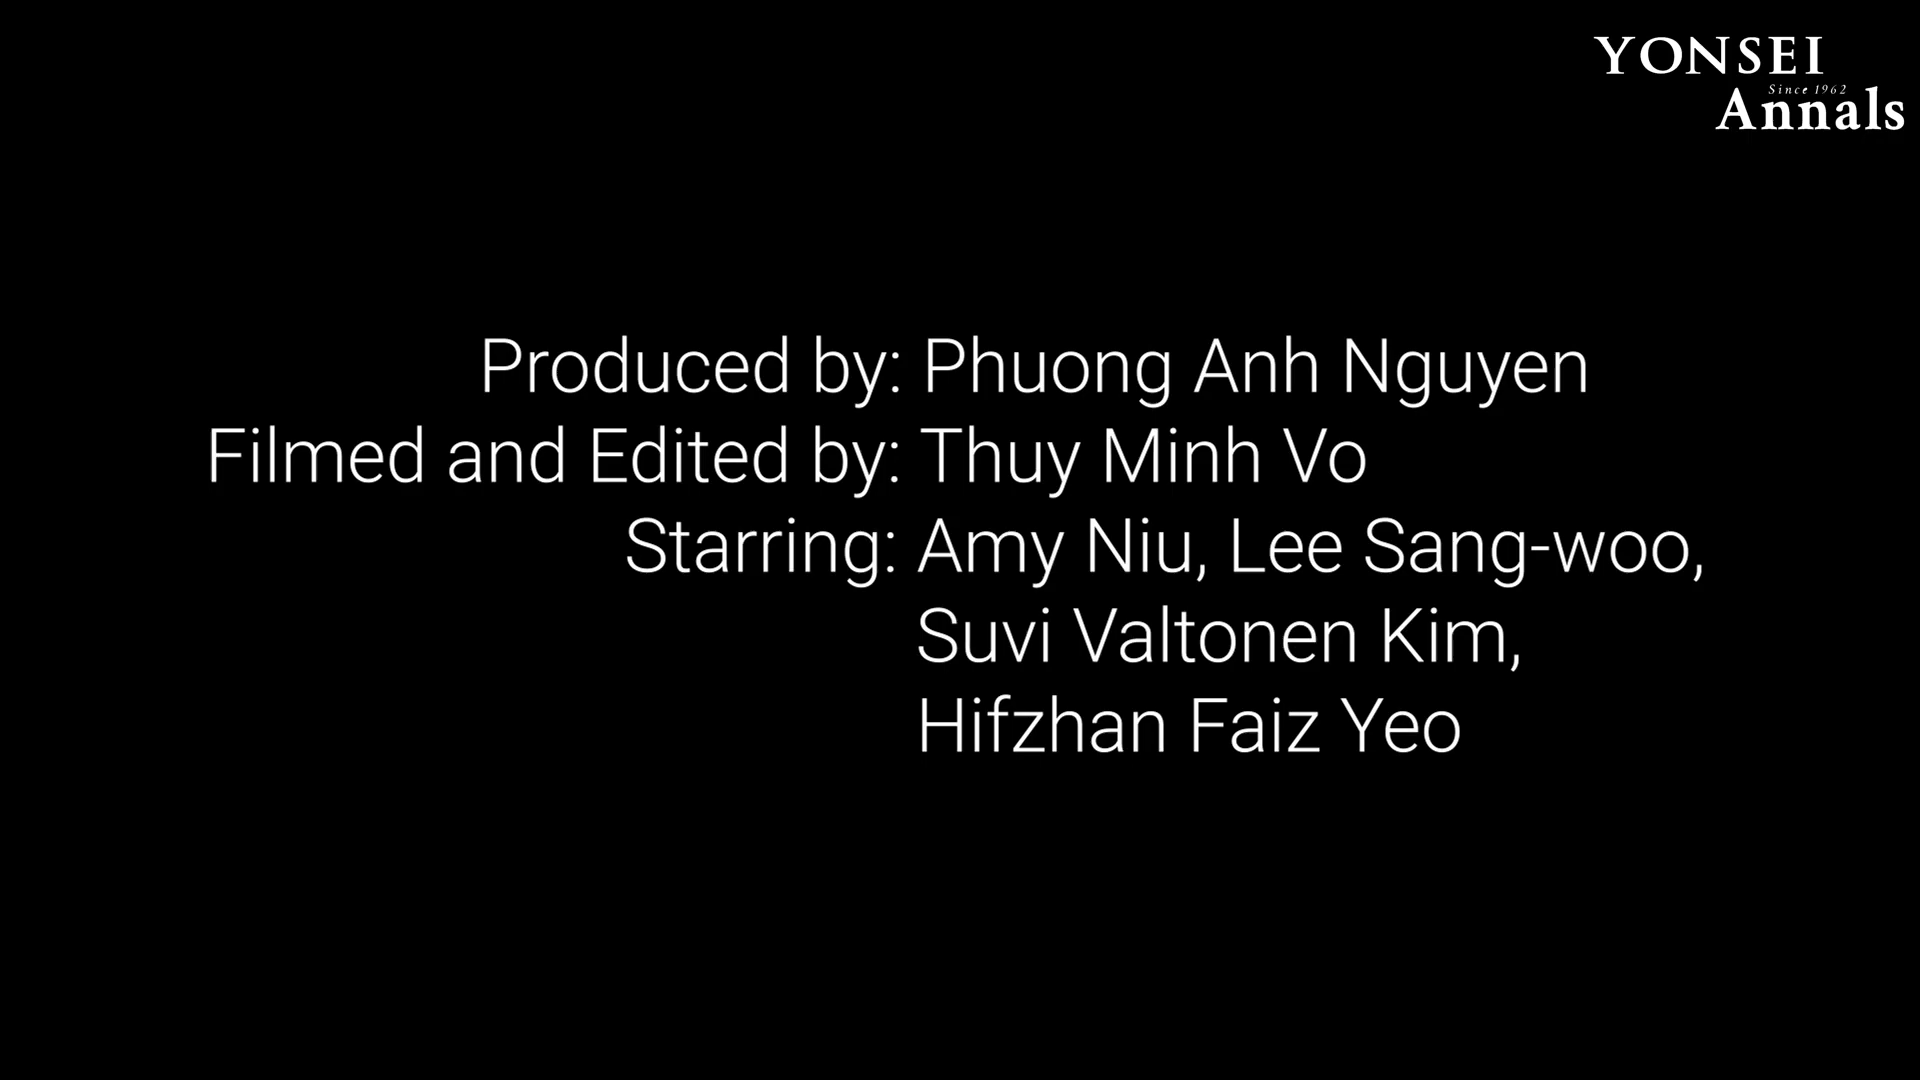 YONSEI
Since 1962
Annals
Produced by: Phuong Anh Nguyen
Filmed and Edited by: Thuy Minh Vo
Starring: Amy Niu, Lee Sang-woo,
Suvi Valtonen Kim,
Hifzhan Faiz Yeo